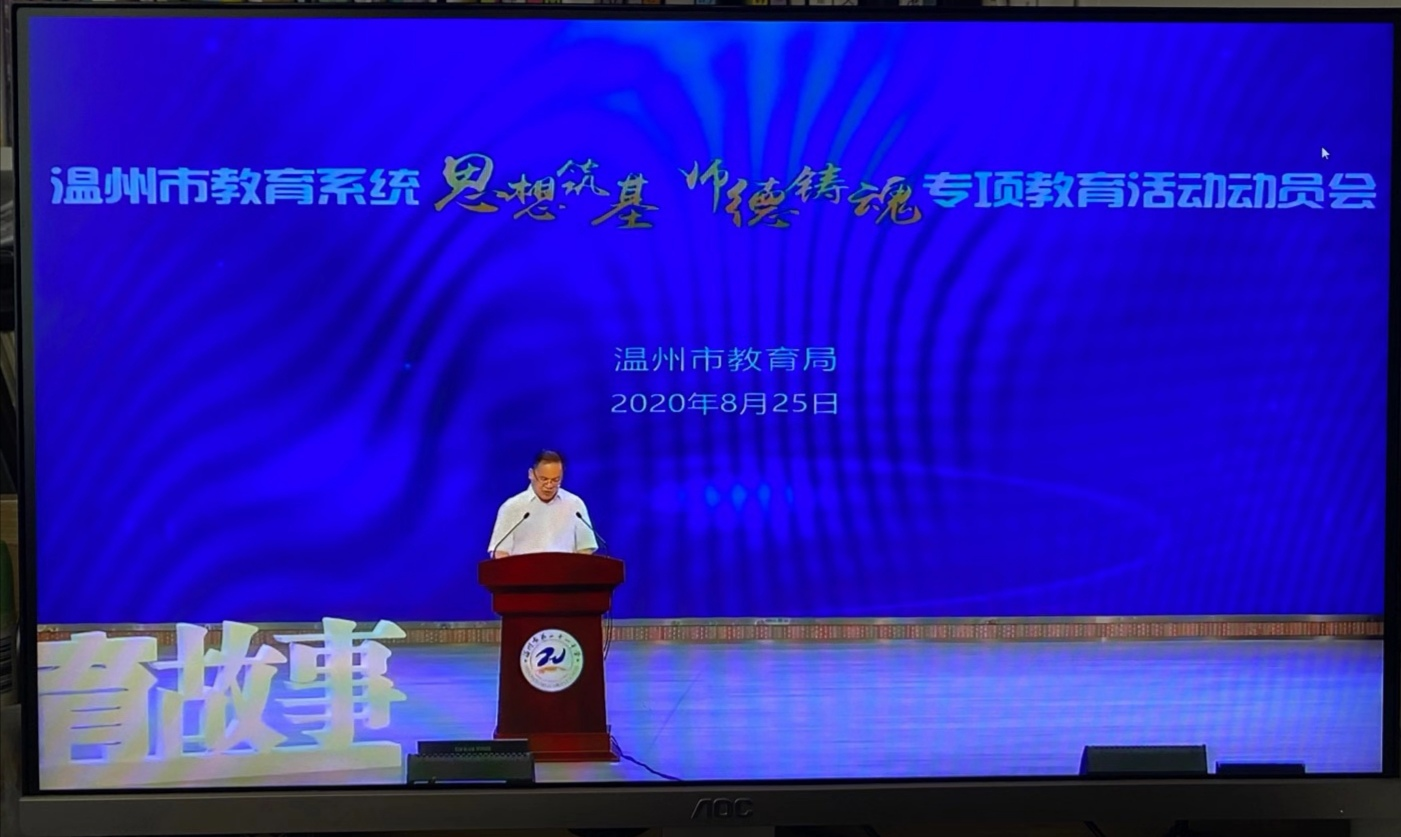 温州市教育系统思想筑基 师德铸魂专项教育活动动员会
温州市教育局
2020年8月25日
育故事
AOC